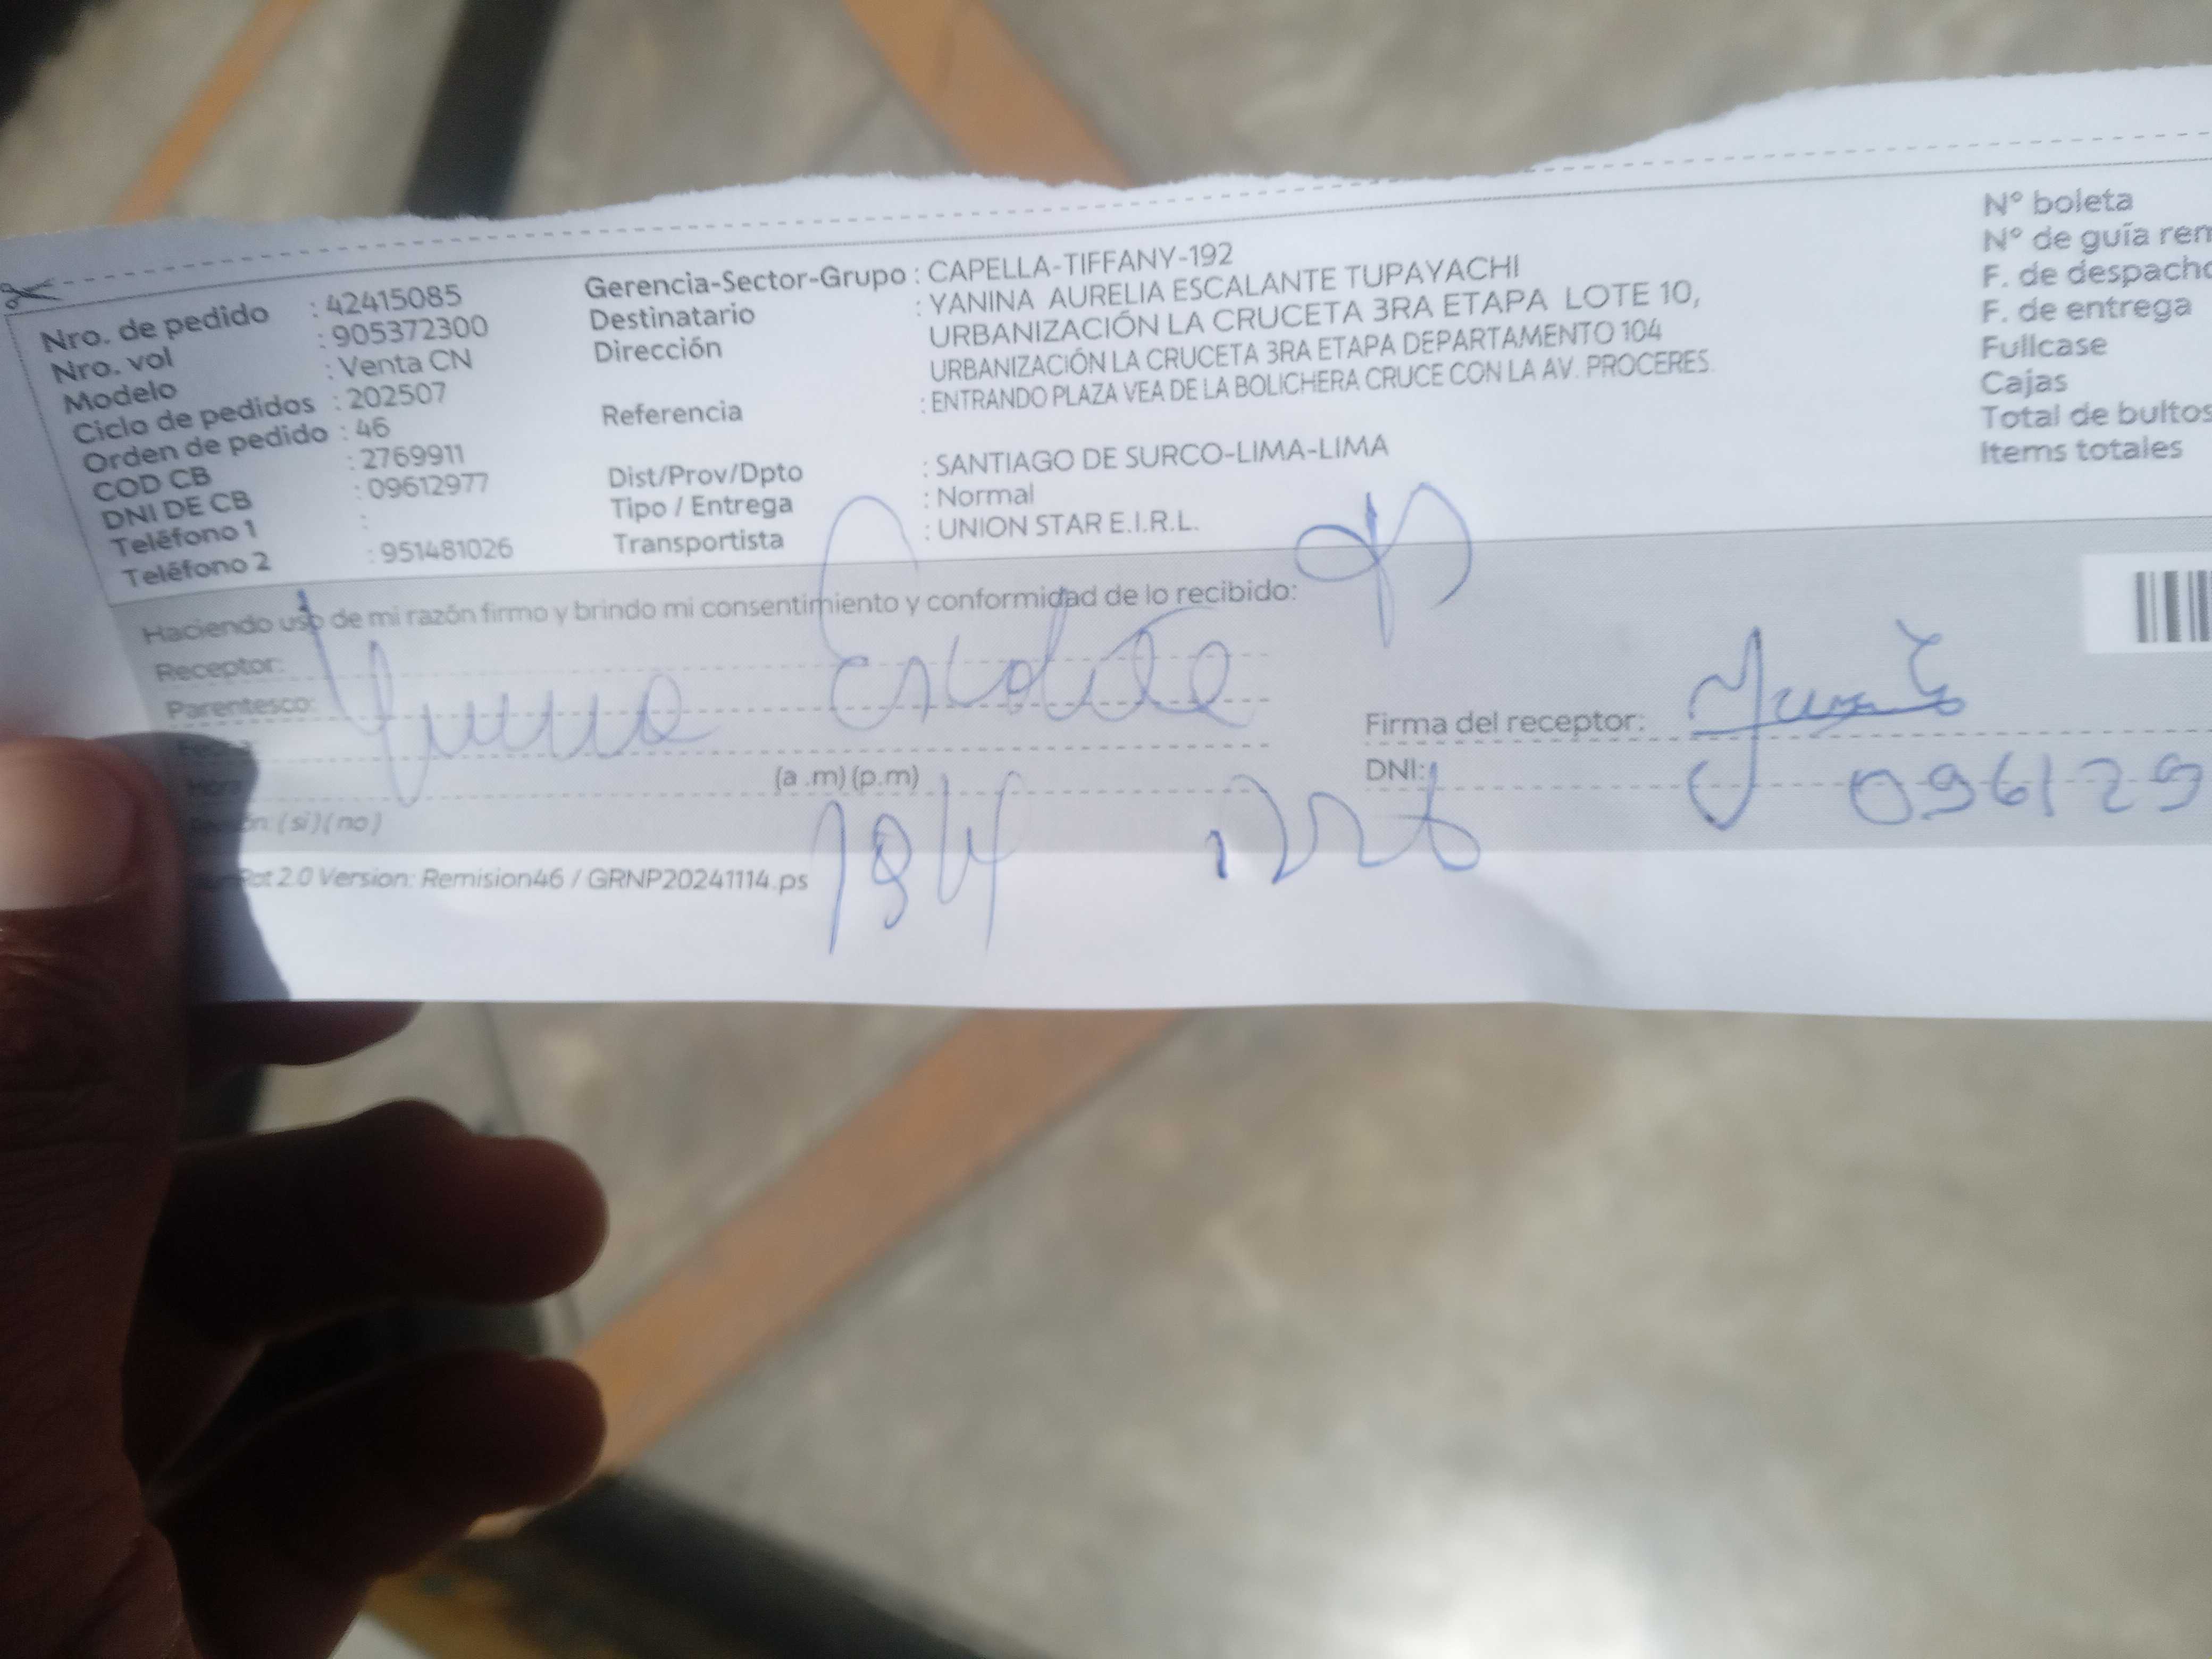 Nro. de pedido : 42415085
Nro. vol : 905372300
Modelo : Venta CN
Ciclo de pedidos : 202507
Orden de pedido : 46
COD CB : 2769911
DNI DE CB : 09612977
Teléfono 1 :
Teléfono 2 : 951481026
Gerencia-Sector-Grupo : CAPELLA-TIFFANY-192
Destinatario : YANINA AURELIA ESCALANTE TUPAYACHI
Dirección URBANIZACIÓN LA CRUCETA 3RA ETAPA LOTE 10,
URBANIZACIÓN LA CRUCETA 3RA ETAPA DEPARTAMENTO 104
Referencia : ENTRANDO PLAZA VEA DE LA BOLICHERA CRUCE CON LA AV. PROCERES.
Dist/Prov/Dpto : SANTIAGO DE SURCO-LIMA-LIMA
Tipo / Entrega : Normal
Transportista : UNION STAR E.I.R.L.
N° boleta
N° de guía rem
F. de despacho
F. de entrega
Fullcase
Cajas
Total de bultos
Items totales
Haciendo uso de mi razón firmo y brindo mi consentimiento y conformidad de lo recibido:
Receptor:
Parentesco:
(a .m) (p.m)
: ( si ) ( no )
Firma del receptor:
DNI: 096129
2.0 Version: Remision46 / GRNP20241114.ps